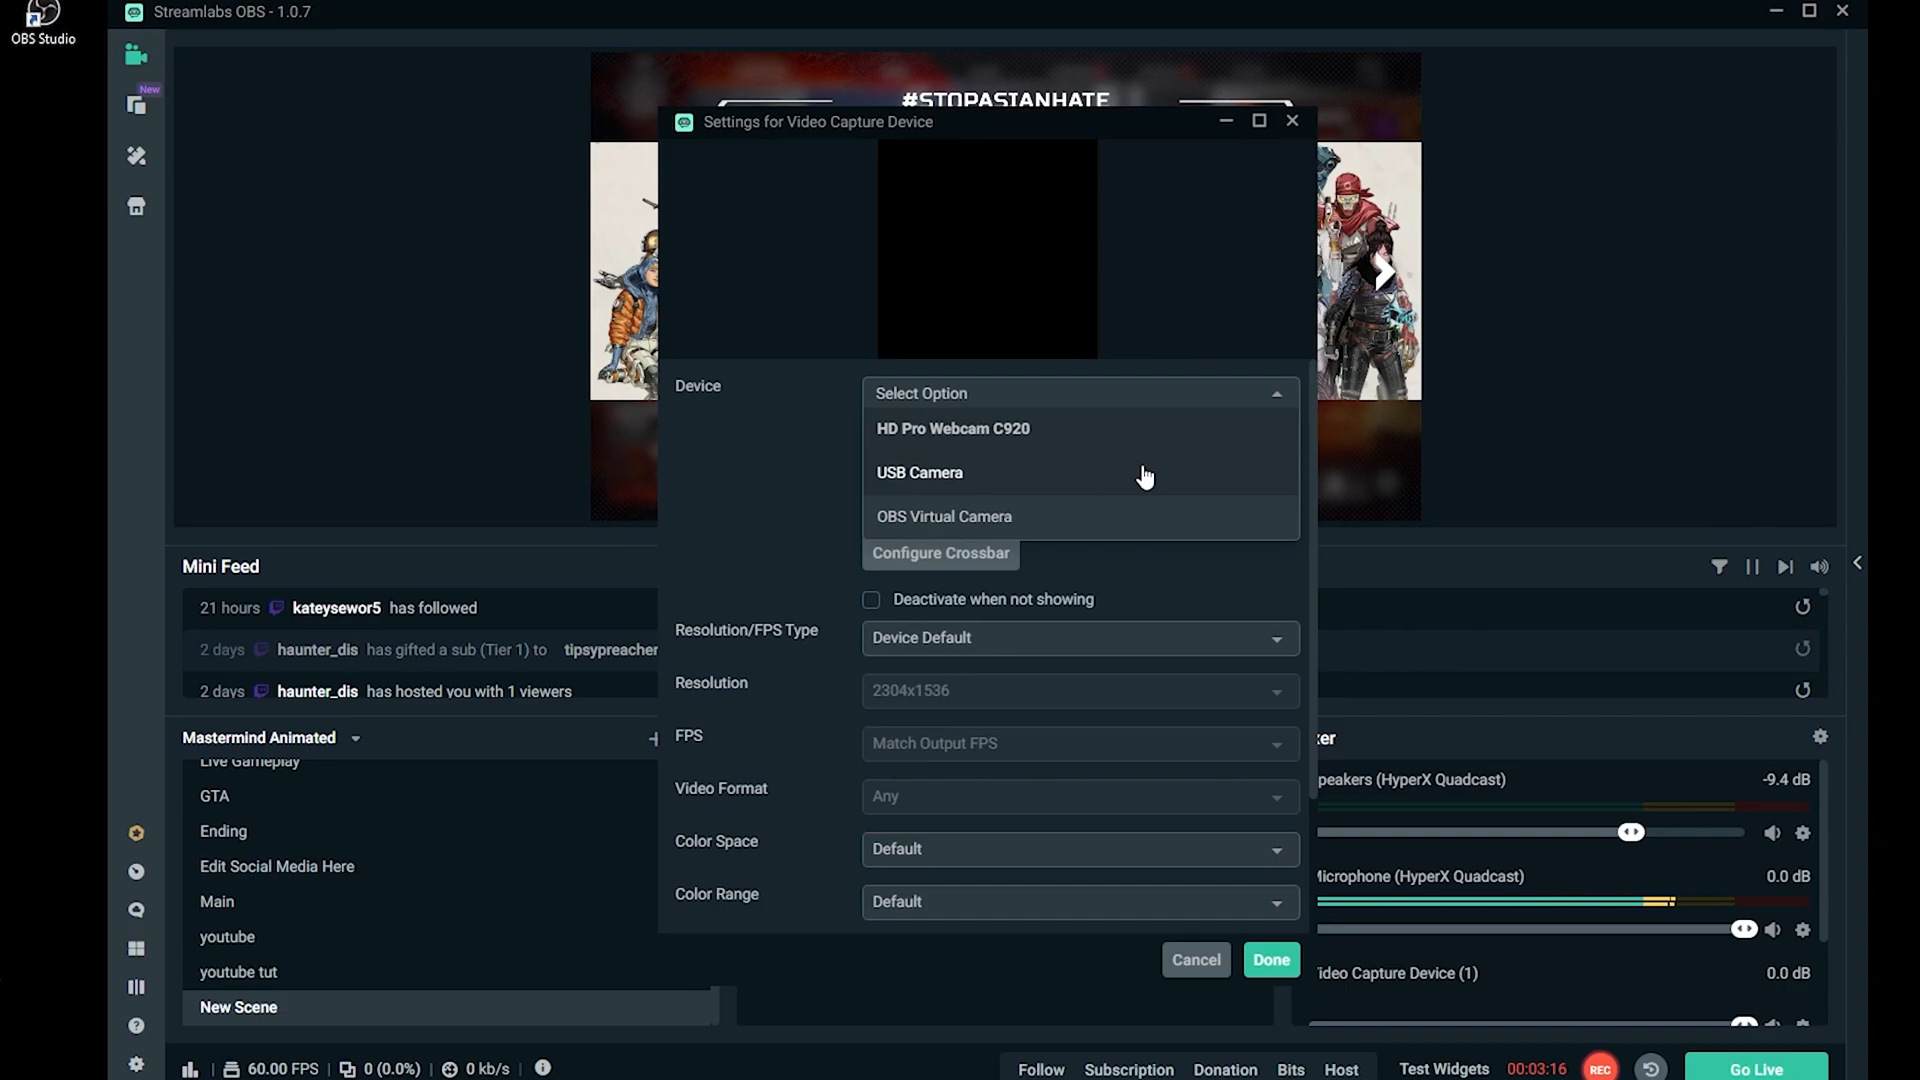 OBS Studio
Streamlabs OBS - 1.0.7
New
#STOPASIANHATE
Settings for Video Capture Device
Device
Select Option
HD Pro Webcam C920
USB Camera
OBS Virtual Camera
Configure Crossbar
Deactivate when not showing
Resolution/FPS Type
Device Default
Resolution
2304x1536
FPS
Match Output FPS
Video Format
Any
Color Space
Default
Color Range
Default
Cancel
Done
Mini Feed
21 hours kateysewor5 has followed
2 days haunter_dis has gifted a sub (Tier 1) to tipsypreacher
2 days haunter_dis has hosted you with 1 viewers
Mastermind Animated
Live Gameplay
GTA
Ending
Edit Social Media Here
Main
youtube
youtube tut
New Scene
xer
peakers (HyperX Quadcast) -9.4 dB
Microphone (HyperX Quadcast) 0.0 dB
ideo Capture Device (1) 0.0 dB
60.00 FPS 0 (0.0%) 0 kb/s
Follow Subscription Donation Bits Host Test Widgets 00:03:16 REC Go Live